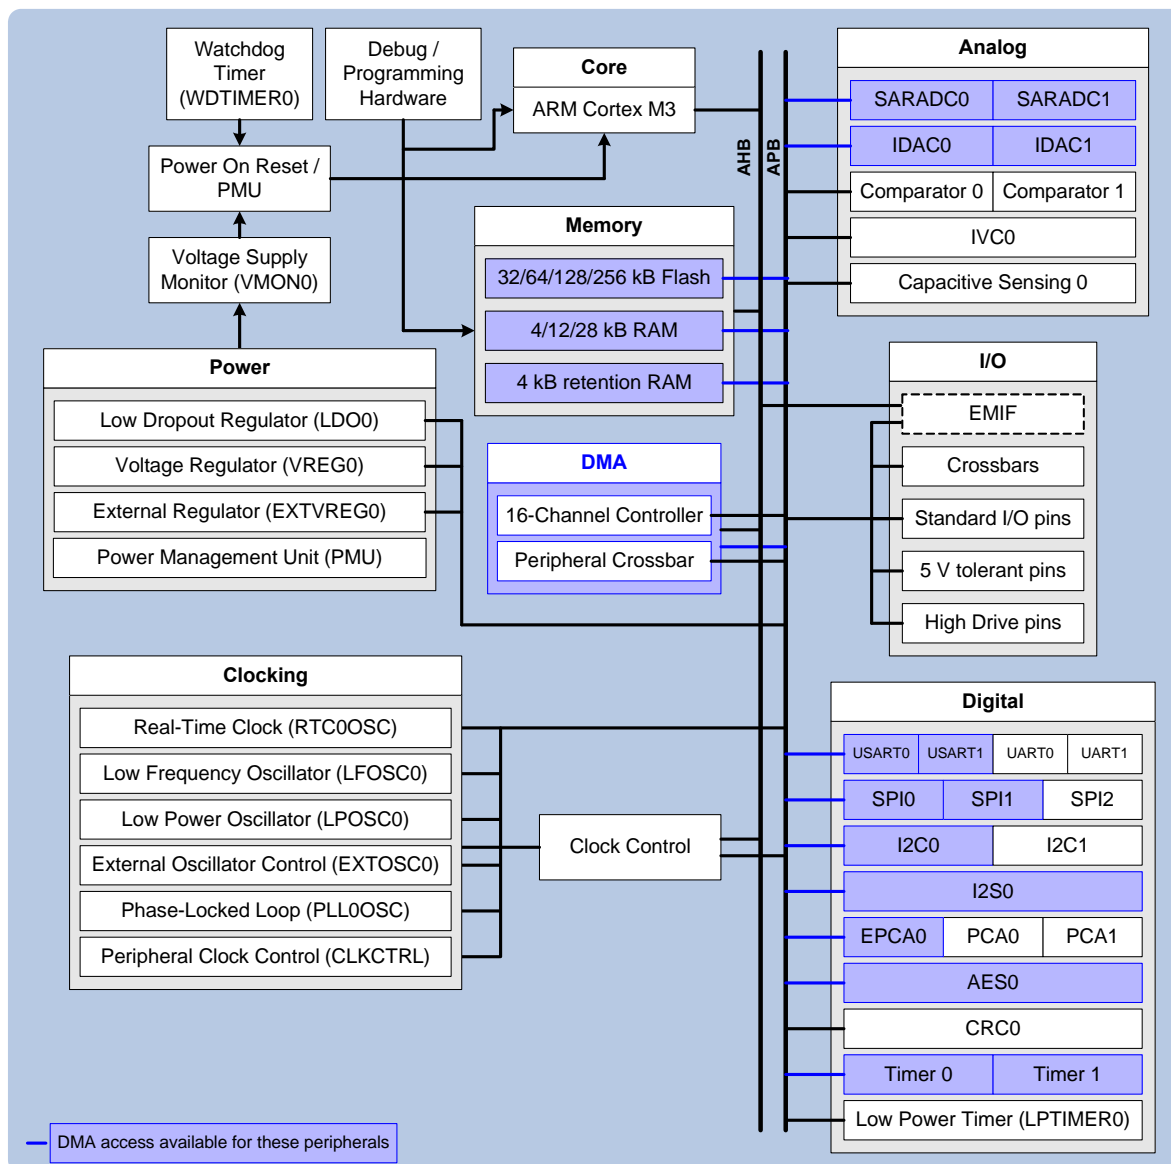 Watchdog
Timer
(WDTIMER0)
Debug /
Programming
Hardware
Core
ARM Cortex M3
Power On Reset /
PMU
Voltage Supply
Monitor (VMON0)
AHB
APB
Analog
SARADC0
SARADC1
IDAC0
IDAC1
Comparator 0
Comparator 1
IVC0
Capacitive Sensing 0
Memory
32/64/128/256 kB Flash
4/12/28 kB RAM
4 kB retention RAM
Power
Low Dropout Regulator (LDO0)
Voltage Regulator (VREG0)
External Regulator (EXTVREG0)
Power Management Unit (PMU)
DMA
16-Channel Controller
Peripheral Crossbar
I/O
EMIF
Crossbars
Standard I/O pins
5 V tolerant pins
High Drive pins
Clocking
Real-Time Clock (RTC0OSC)
Low Frequency Oscillator (LFOSC0)
Low Power Oscillator (LPOSC0)
External Oscillator Control (EXTOSC0)
Phase-Locked Loop (PLL0OSC)
Peripheral Clock Control (CLKCTRL)
Clock Control
Digital
USART0
USART1
UART0
UART1
SPI0
SPI1
SPI2
I2C0
I2C1
I2S0
EPCA0
PCA0
PCA1
AES0
CRC0
Timer 0
Timer 1
Low Power Timer (LPTIMER0)
DMA access available for these peripherals